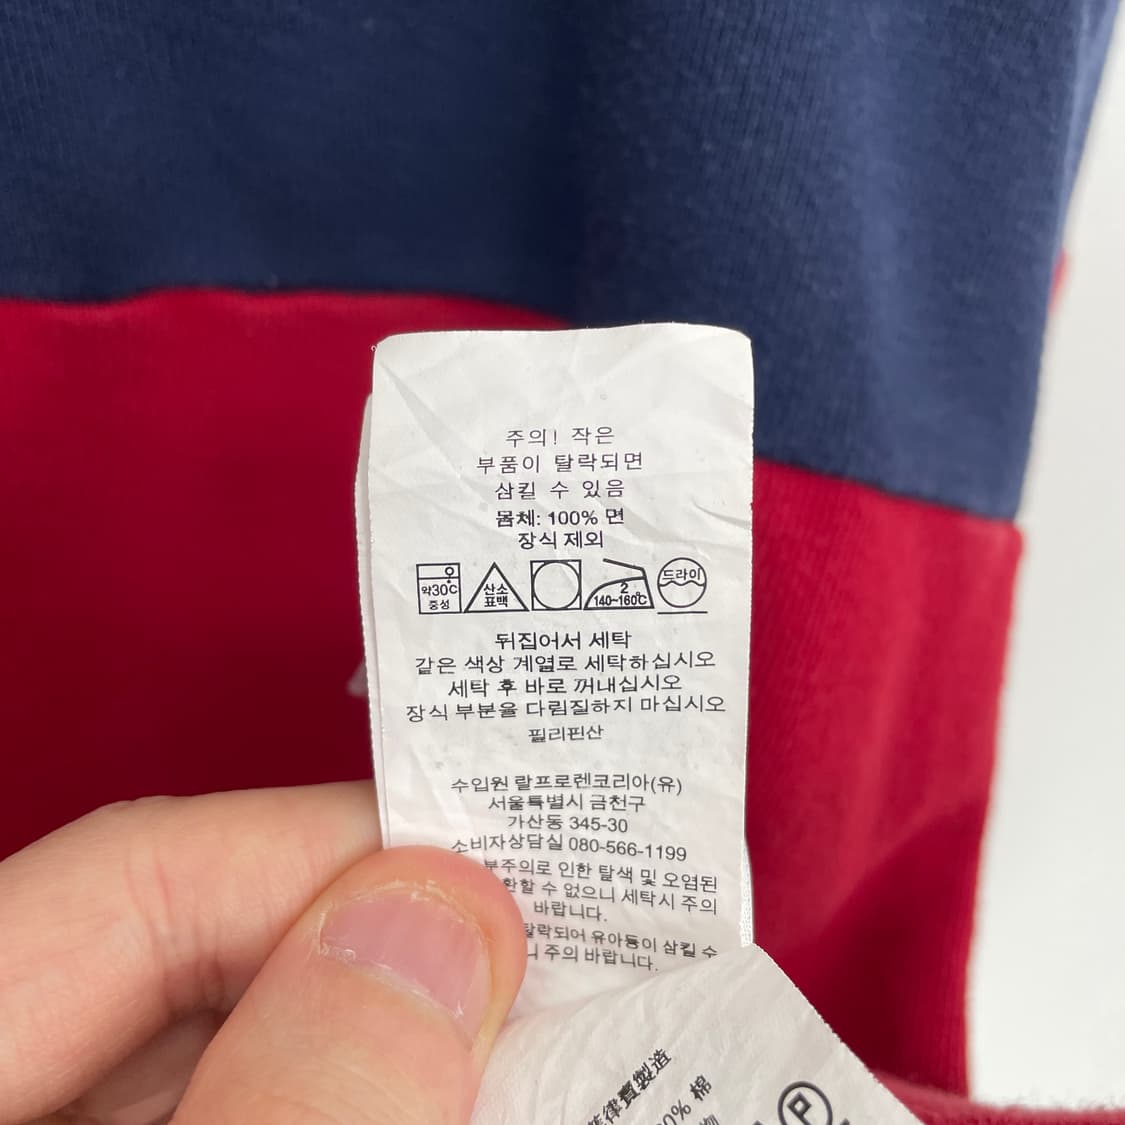 주의! 작은
부품이 탈락되면
삼킬 수 있음
몸체: 100% 면
장식 제외
약30℃
중성
산소
표백
2
140~160℃
드라이
뒤집어서 세탁
같은 색상 계열로 세탁하십시오
세탁 후 바로 꺼내십시오
장식 부분을 다림질하지 마십시오
필리핀산
수입원 랄프로렌코리아(유)
서울특별시 금천구
가산동 345-30
소비자상담실 080-566-1199
부주의로 인한 탈색 및 오염된
환할 수 없으니 세탁시 주의
바랍니다.
탈락되어 유아등이 삼킬 수
니 주의 바랍니다.
律賓製造
0% 棉
P